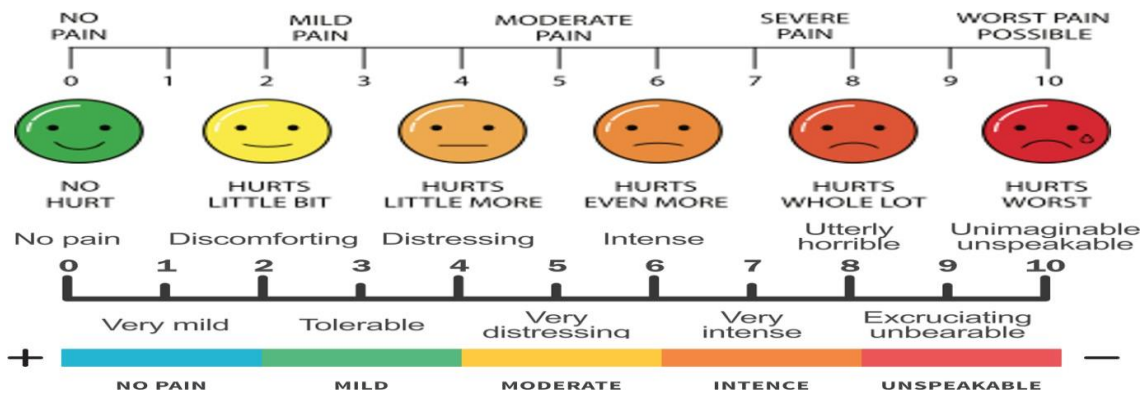 NO MILD MODERATE SEVERE WORST PAIN
PAIN PAIN PAIN PAIN POSSIBLE
0 1 2 3 4 5 6 7 8 9 10
NO HURTS HURTS HURTS HURTS HURTS
HURT LITTLE BIT LITTLE MORE EVEN MORE WHOLE LOT WORST
No pain Discomforting Distressing Intense Utterly horrible Unimaginable unspeakable
0 1 2 3 4 5 6 7 8 9 10
Very mild Tolerable Very distressing Very intense Excruciating unbearable
+ −
NO PAIN MILD MODERATE INTENCE UNSPEAKABLE